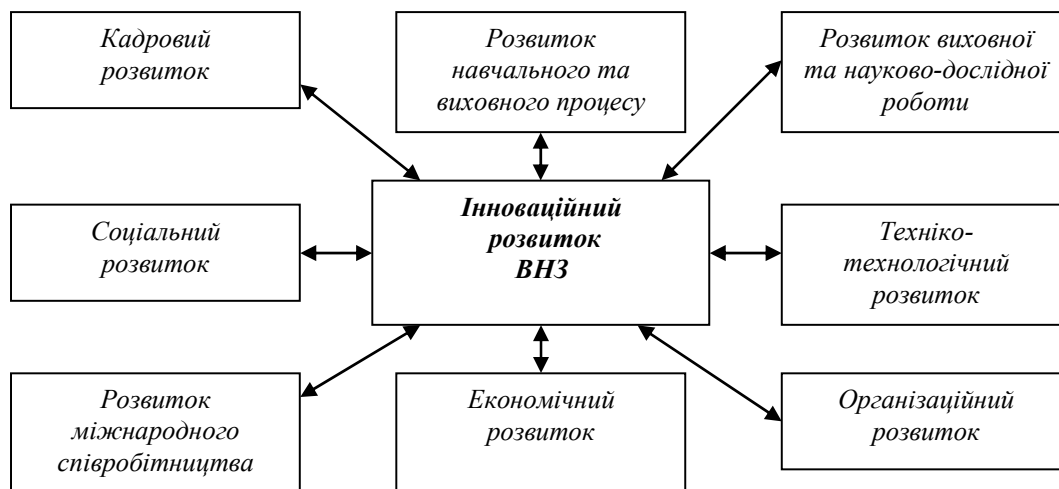 Кадровий
розвиток
Розвиток
навчального та
виховного процесу
Розвиток виховної
та науково-дослідної
роботи
Соціальний
розвиток
Інноваційний
розвиток
ВНЗ
Техніко-
технологічний
розвиток
Розвиток
міжнародного
співробітництва
Економічний
розвиток
Організаційний
розвиток